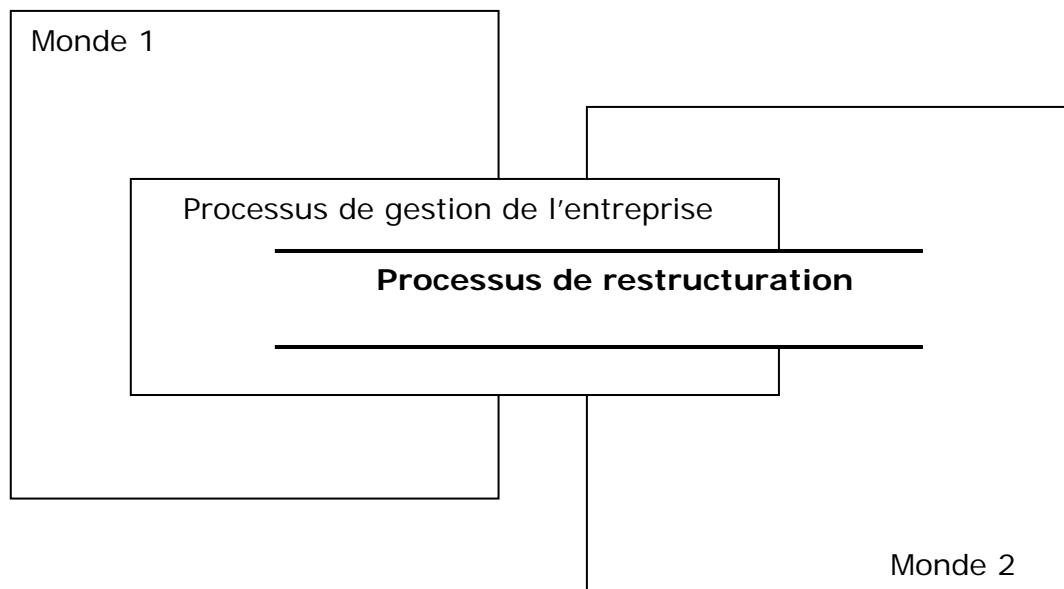 Monde 1
Processus de gestion de l’entreprise
Processus de restructuration
Monde 2